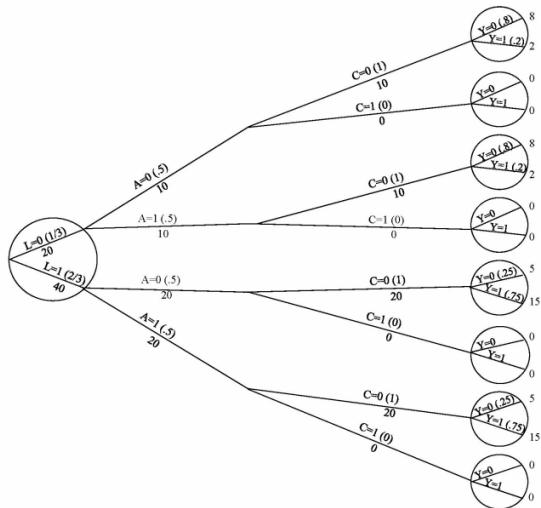 Y=0 (.8)
8
Y=1 (.2)
2
C=0 (1)
10
Y=0
0
Y=1
0
C=1 (0)
0
A=0 (.5)
10
Y=0 (.8)
8
Y=1 (.2)
2
C=0 (1)
10
A=1 (.5)
10
C=1 (0)
0
Y=0
0
Y=1
0
L=0 (1/3)
20
L=1 (2/3)
40
A=0 (.5)
20
C=0 (1)
20
Y=0 (.25)
5
Y=1 (.75)
15
C=1 (0)
0
Y=0
0
Y=1
0
A=1 (.5)
20
C=0 (1)
20
Y=0 (.25)
5
Y=1 (.75)
15
C=1 (0)
0
Y=0
0
Y=1
0